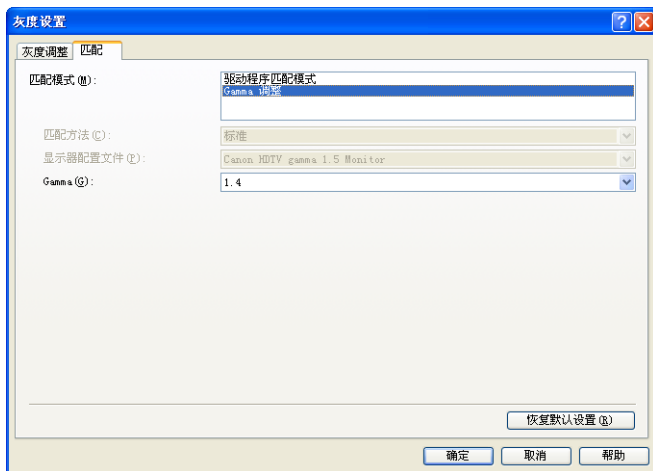 灰度设置
灰度调整 匹配
匹配模式(M): 驱动程序匹配模式
Gamma 调整
匹配方法(C): 标准
显示器配置文件(P): Canon HDTV gamma 1.5 Monitor
Gamma(G): 1.4
恢复默认设置(R)
确定 取消 帮助